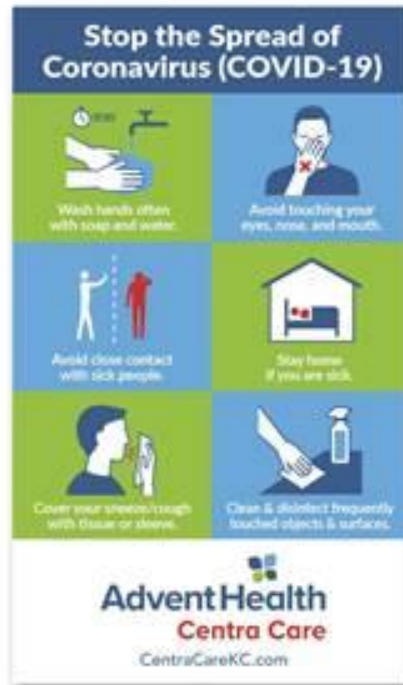 Stop the Spread of
Coronavirus (COVID-19)
Wash hands often
with soap and water.
Avoid touching your
eyes, nose, and mouth.
Avoid close contact
with sick people.
Stay home
if you are sick.
Cover your sneeze/cough
with tissue or sleeve.
Clean & disinfect frequently
touched objects & surfaces.
Advent Health
Centra Care
CentraCareKC.com